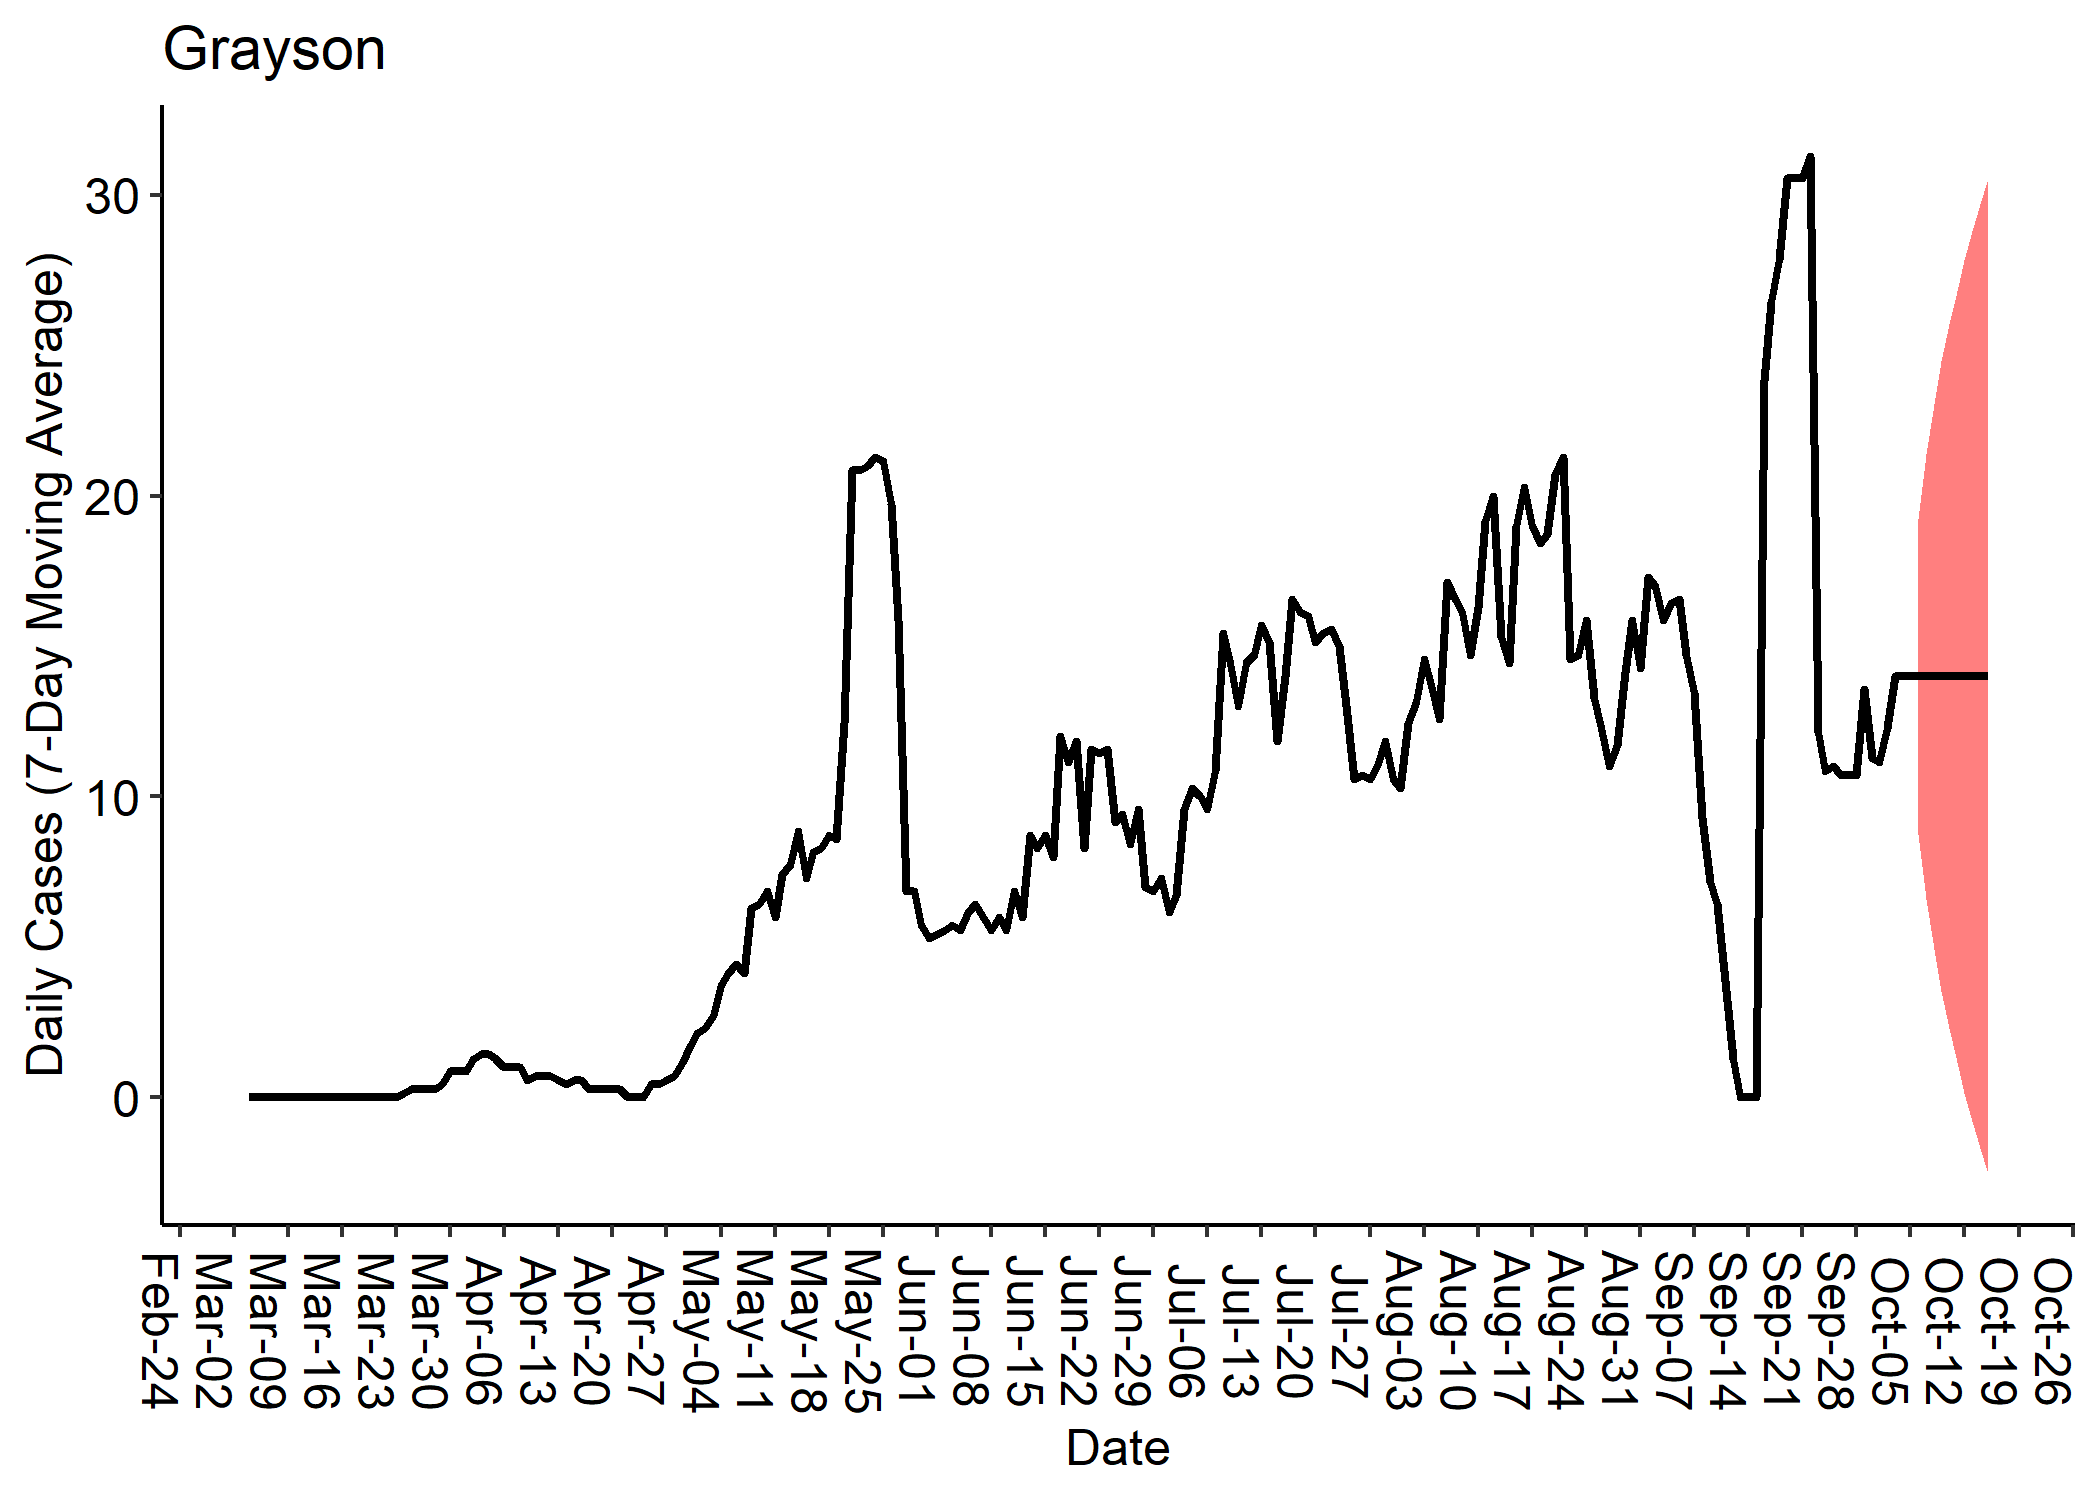 Grayson
Daily Cases (7-Day Moving Average)
30
20
10
0
Feb-24
Mar-02
Mar-09
Mar-16
Mar-23
Mar-30
Apr-06
Apr-13
Apr-20
Apr-27
May-04
May-11
May-18
May-25
Jun-01
Jun-08
Jun-15
Jun-22
Jun-29
Jul-06
Jul-13
Jul-20
Jul-27
Aug-03
Aug-10
Aug-17
Aug-24
Aug-31
Sep-07
Sep-14
Sep-21
Sep-28
Oct-05
Oct-12
Oct-19
Oct-26
Date